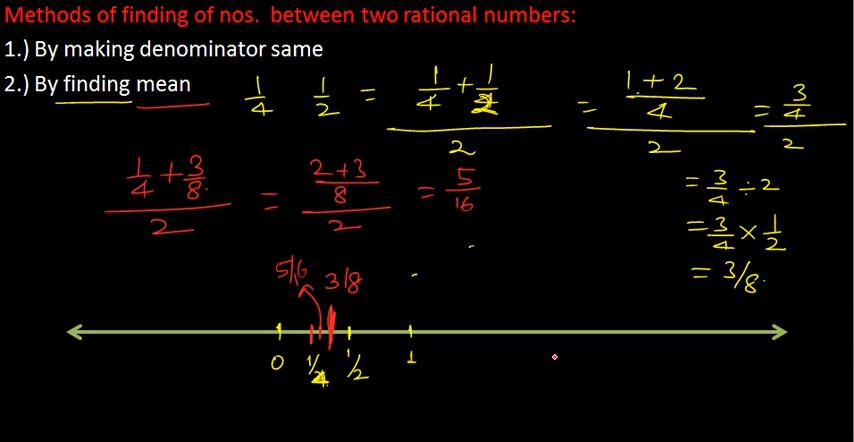 Methods of finding of nos. between two rational numbers:
1.) By making denominator same
2.) By finding mean
1/4 1/2 = (1/4 + 1/2)/2 = ((1 + 2)/4)/2 = (3/4)/2
= 3/4 ÷ 2
= 3/4 × 1/2
= 3/8
(1/4 + 3/8)/2 = ((2+3)/8)/2 = 5/16
5/16 3/8
0 1/4 1/2 1